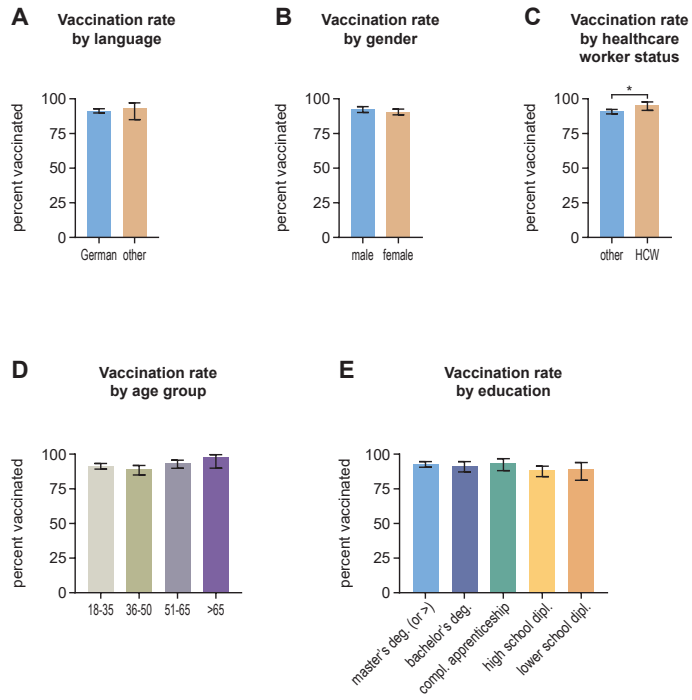 A
Vaccination rate
by language
percent vaccinated
100
75
50
25
0
German
other
B
Vaccination rate
by gender
percent vaccinated
100
75
50
25
0
male
female
C
Vaccination rate
by healthcare
worker status
percent vaccinated
*
100
75
50
25
0
other
HCW
D
Vaccination rate
by age group
percent vaccinated
100
75
50
25
0
18-35
36-50
51-65
>65
E
Vaccination rate
by education
percent vaccinated
100
75
50
25
0
master's deg. (or >)
bachelor's deg.
compl. apprenticeship
high school dipl.
lower school dipl.